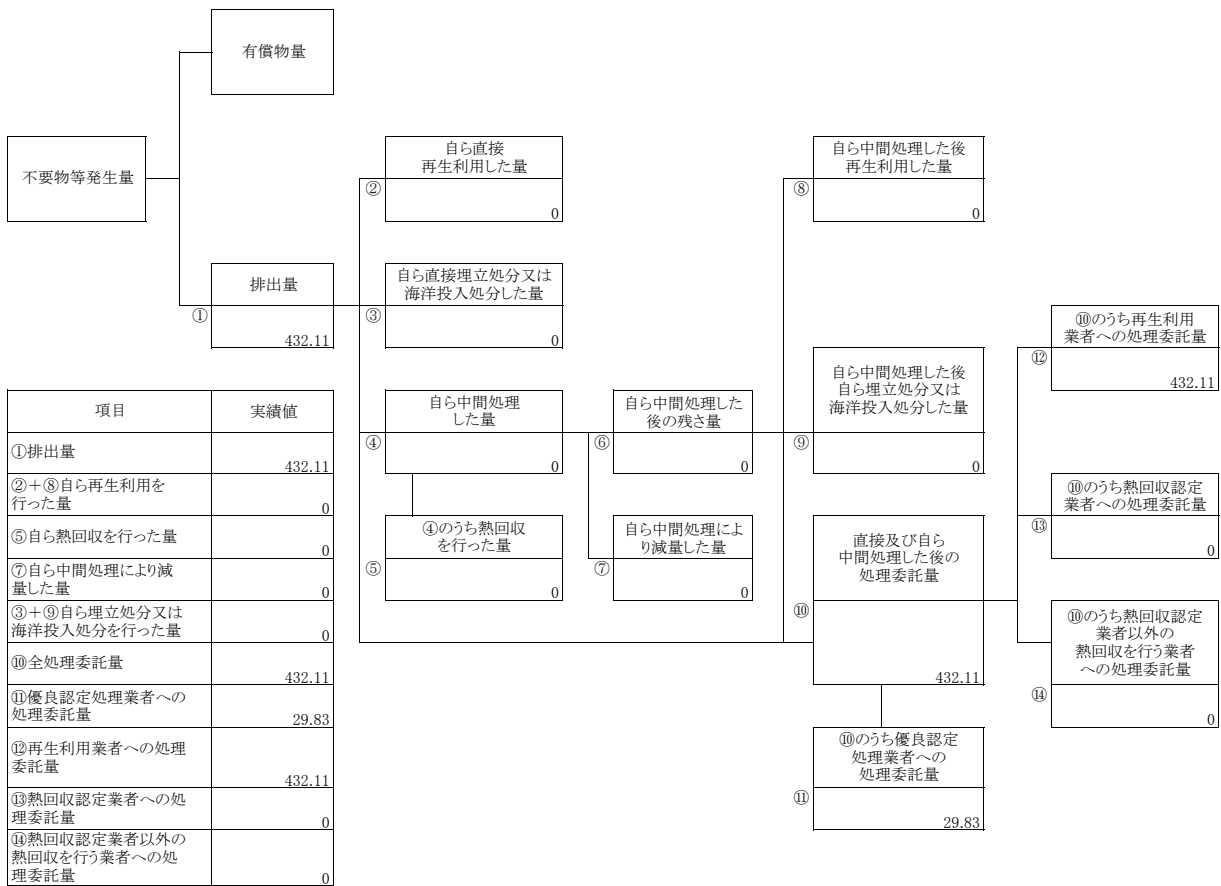 有償物量
不要物等発生量
自ら直接
再生利用した量
②
0
自ら中間処理した後
再生利用した量
⑧
0
排出量
①
432.11
自ら直接埋立処分又は
海洋投入処分した量
③
0
⑩のうち再生利用
業者への処理委託量
⑫
432.11
自ら中間処理
した量
④
0
自ら中間処理した
後の残さ量
⑥
0
自ら中間処理した後
自ら埋立処分又は
海洋投入処分した量
⑨
0
⑩のうち熱回収認定
業者への処理委託量
⑬
0
④のうち熱回収
を行った量
⑤
0
自ら中間処理によ
り減量した量
⑦
0
直接及び自ら
中間処理した後の
処理委託量
⑩
432.11
⑩のうち熱回収認定
業者以外の
熱回収を行う業者
への処理委託量
⑭
0
⑩のうち優良認定
処理業者への
処理委託量
⑪
29.83
項目 実績値
①排出量
432.11
②+⑧自ら再生利用を
行った量
0
⑤自ら熱回収を行った量
0
⑦自ら中間処理により減
量した量
0
③+⑨自ら埋立処分又は
海洋投入処分を行った量
0
⑩全処理委託量
432.11
⑪優良認定処理業者への
処理委託量
29.83
⑫再生利用業者への処理
委託量
432.11
⑬熱回収認定業者への処
理委託量
0
⑭熱回収認定業者以外の
熱回収を行う業者への処
理委託量
0